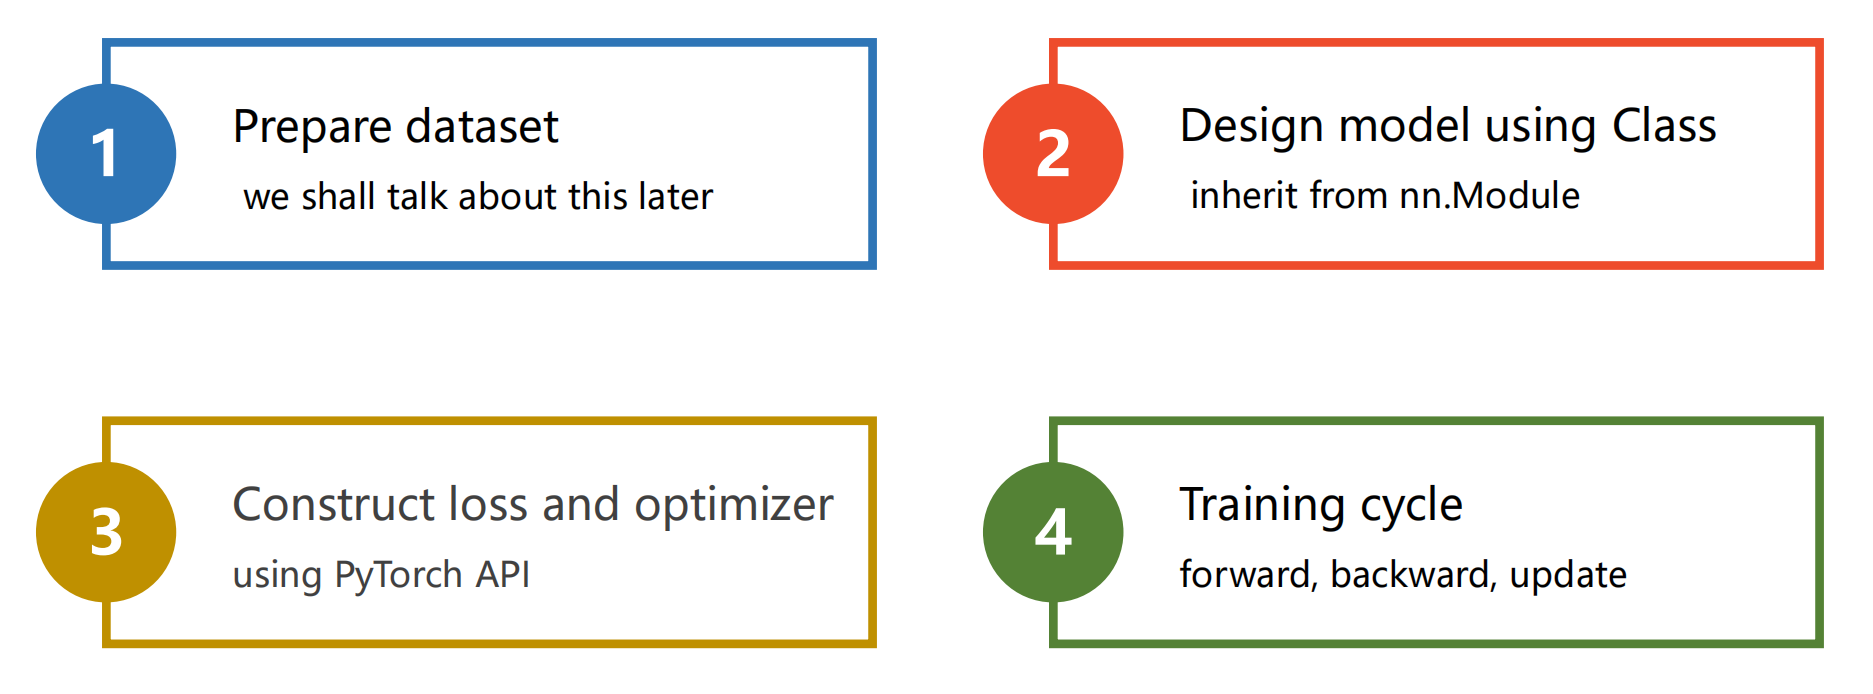 1
Prepare dataset
we shall talk about this later
2
Design model using Class
inherit from nn.Module
3
Construct loss and optimizer
using PyTorch API
4
Training cycle
forward, backward, update